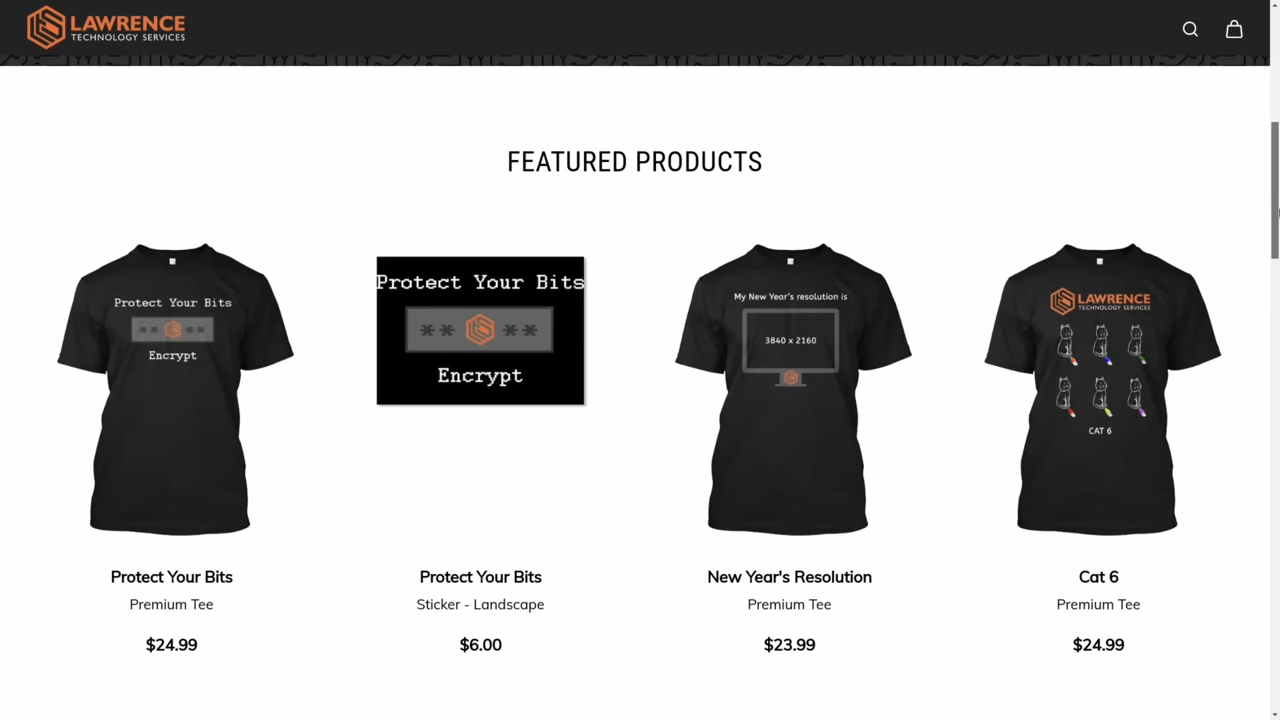 LAWRENCE
TECHNOLOGY SERVICES
FEATURED PRODUCTS
Protect Your Bits
** **
Encrypt
Protect Your Bits
** **
Encrypt
My New Year's resolution is
3840 x 2160
LAWRENCE
TECHNOLOGY SERVICES
CAT 6
Protect Your Bits
Premium Tee
$24.99
Protect Your Bits
Sticker - Landscape
$6.00
New Year's Resolution
Premium Tee
$23.99
Cat 6
Premium Tee
$24.99